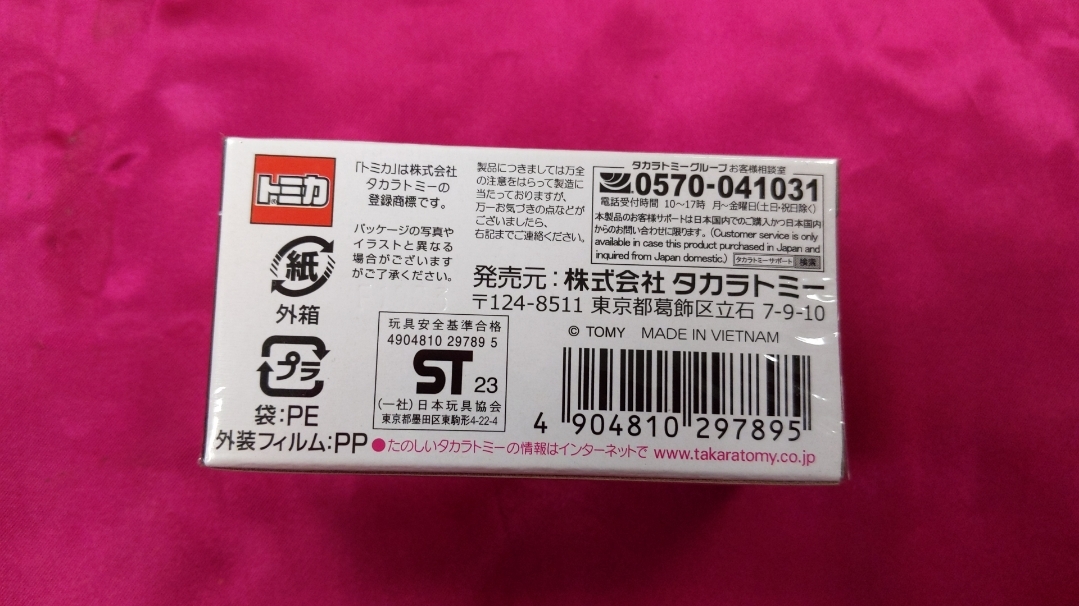 トミカ
「トミカ」は株式会社
タカラトミーの
登録商標です。
パッケージの写真や
イラストと異なる
場合がございます
がご了承ください。
製品につきましては万全
の注意をはらって製造に
当たっておりますが、
万一お気づきの点などが
ございましたら、
右記までご連絡ください。
タカラトミーグループお客様相談室
0570-041031
電話受付時間 10〜17時 月〜金曜日(土日・祝日除く)
本製品のお客様サポートは日本国内でのご購入かつ日本国内
からのお問い合わせに限ります。(Customer service is only
available in case this product purchased in Japan and
inquired from Japan domestic.) タカラトミーサポート 検索
発売元:株式会社 タカラトミー
〒124-8511 東京都葛飾区立石 7-9-10
© TOMY MADE IN VIETNAM
紙
外箱
プラ
袋:PE
外装フィルム:PP
玩具安全基準合格
4904810 29789 5
ST 23
(一社)日本玩具協会
東京都墨田区東駒形4-22-4
4 904810 297895
●たのしいタカラトミーの情報はインターネットで www.takaratomy.co.jp